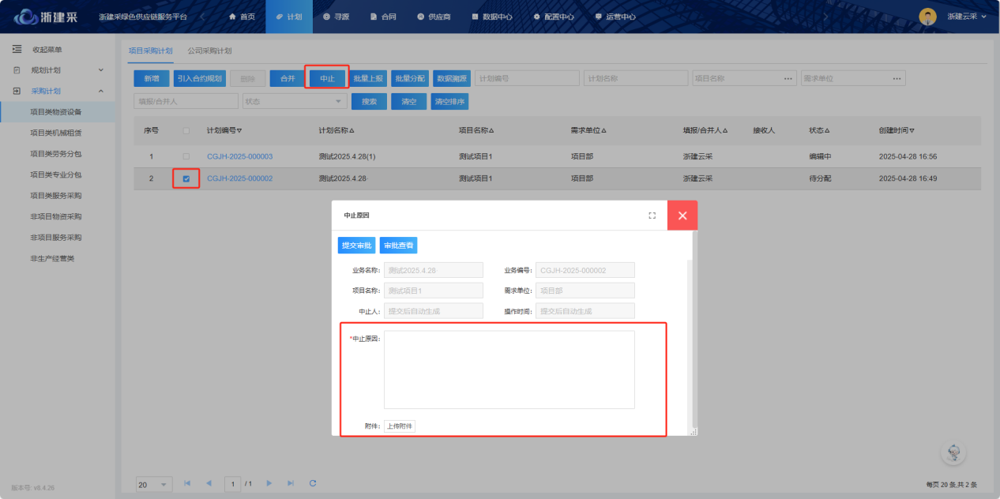 浙建采 浙建采绿色供应链服务平台 首页 计划 寻源 合同 供应商 数据中心 配置中心 运营中心 浙建云采
收起菜单
规划计划
采购计划
项目类物资设备
项目类机械租赁
项目类劳务分包
项目类专业分包
项目类服务采购
非项目物资采购
非项目服务采购
非生产经营类
版本号: v8.4.26
项目采购计划 公司采购计划
新增 引入合约规划 删除 合并 中止 批量上报 批量分配 数据溯源 计划编号 计划名称 项目名称 ··· 需求单位 ···
填报/合并人 状态 搜索 清空 清空排序
序号 计划编号▽ 计划名称△ 项目名称△ 需求单位△ 填报/合并人△ 接收人 状态△ 创建时间▽
1 CGJH-2025-000003 测试2025.4.28(1) 测试项目1 项目部 浙建云采 编辑中 2025-04-28 16:56
2 CGJH-2025-000002 测试2025.4.28- 测试项目1 项目部 浙建云采 待分配 2025-04-28 16:49
中止原因
提交审批 审批查看
业务名称: 测试2025.4.28- 业务编号: CGJH-2025-000002
项目名称: 测试项目1 需求单位: 项目部
中止人: 提交后自动生成 操作时间: 提交后自动生成
*中止原因:
附件: 上传附件
20 1 / 1 每页 20 条,共 2 条